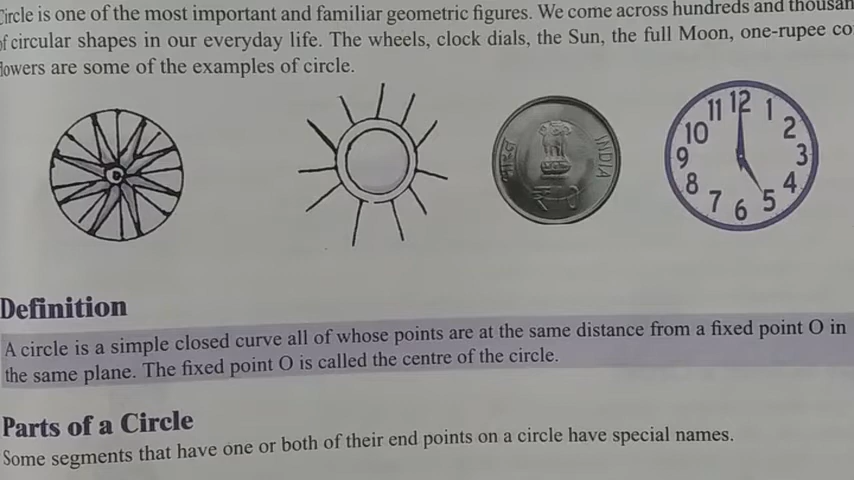 Circle is one of the most important and familiar geometric figures. We come across hundreds and thousan
of circular shapes in our everyday life. The wheels, clock dials, the Sun, the full Moon, one-rupee co
lowers are some of the examples of circle.
भारत INDIA
11 12 1
10 2
9 3
8 4
7 6 5
Definition
A circle is a simple closed curve all of whose points are at the same distance from a fixed point O in
the same plane. The fixed point O is called the centre of the circle.
Parts of a Circle
Some segments that have one or both of their end points on a circle have special names.